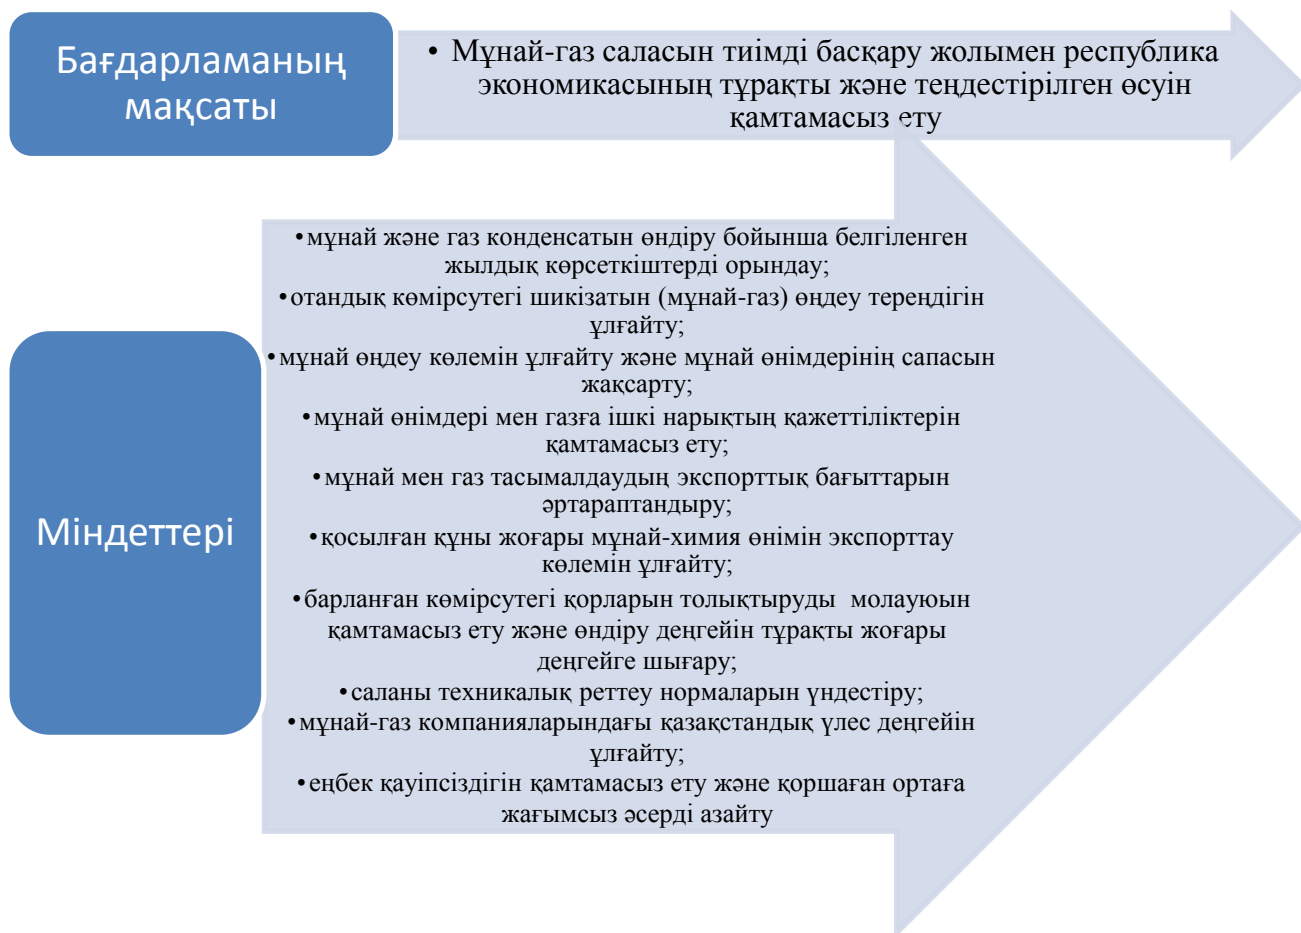 Бағдарламаның
мақсаты
• Мұнай-газ саласын тиімді басқару жолымен республика
экономикасының тұрақты және теңдестірілген өсуін
қамтамасыз ету
Міндеттері
•мұнай және газ конденсатын өндіру бойынша белгіленген
жылдық көрсеткіштерді орындау;
•отандық көмірсутегі шикізатын (мұнай-газ) өңдеу тереңдігін
ұлғайту;
•мұнай өңдеу көлемін ұлғайту және мұнай өнімдерінің сапасын
жақсарту;
•мұнай өнімдері мен газға ішкі нарықтың қажеттіліктерін
қамтамасыз ету;
•мұнай мен газ тасымалдаудың экспорттық бағыттарын
әртараптандыру;
•қосылған құны жоғары мұнай-химия өнімін экспорттау
көлемін ұлғайту;
•барланған көмірсутегі қорларын толықтыруды молауюын
қамтамасыз ету және өндіру деңгейін тұрақты жоғары
деңгейге шығару;
•саланы техникалық реттеу нормаларын үндестіру;
•мұнай-газ компанияларындағы қазақстандық үлес деңгейін
ұлғайту;
•еңбек қауіпсіздігін қамтамасыз ету және қоршаған ортаға
жағымсыз әсерді азайту